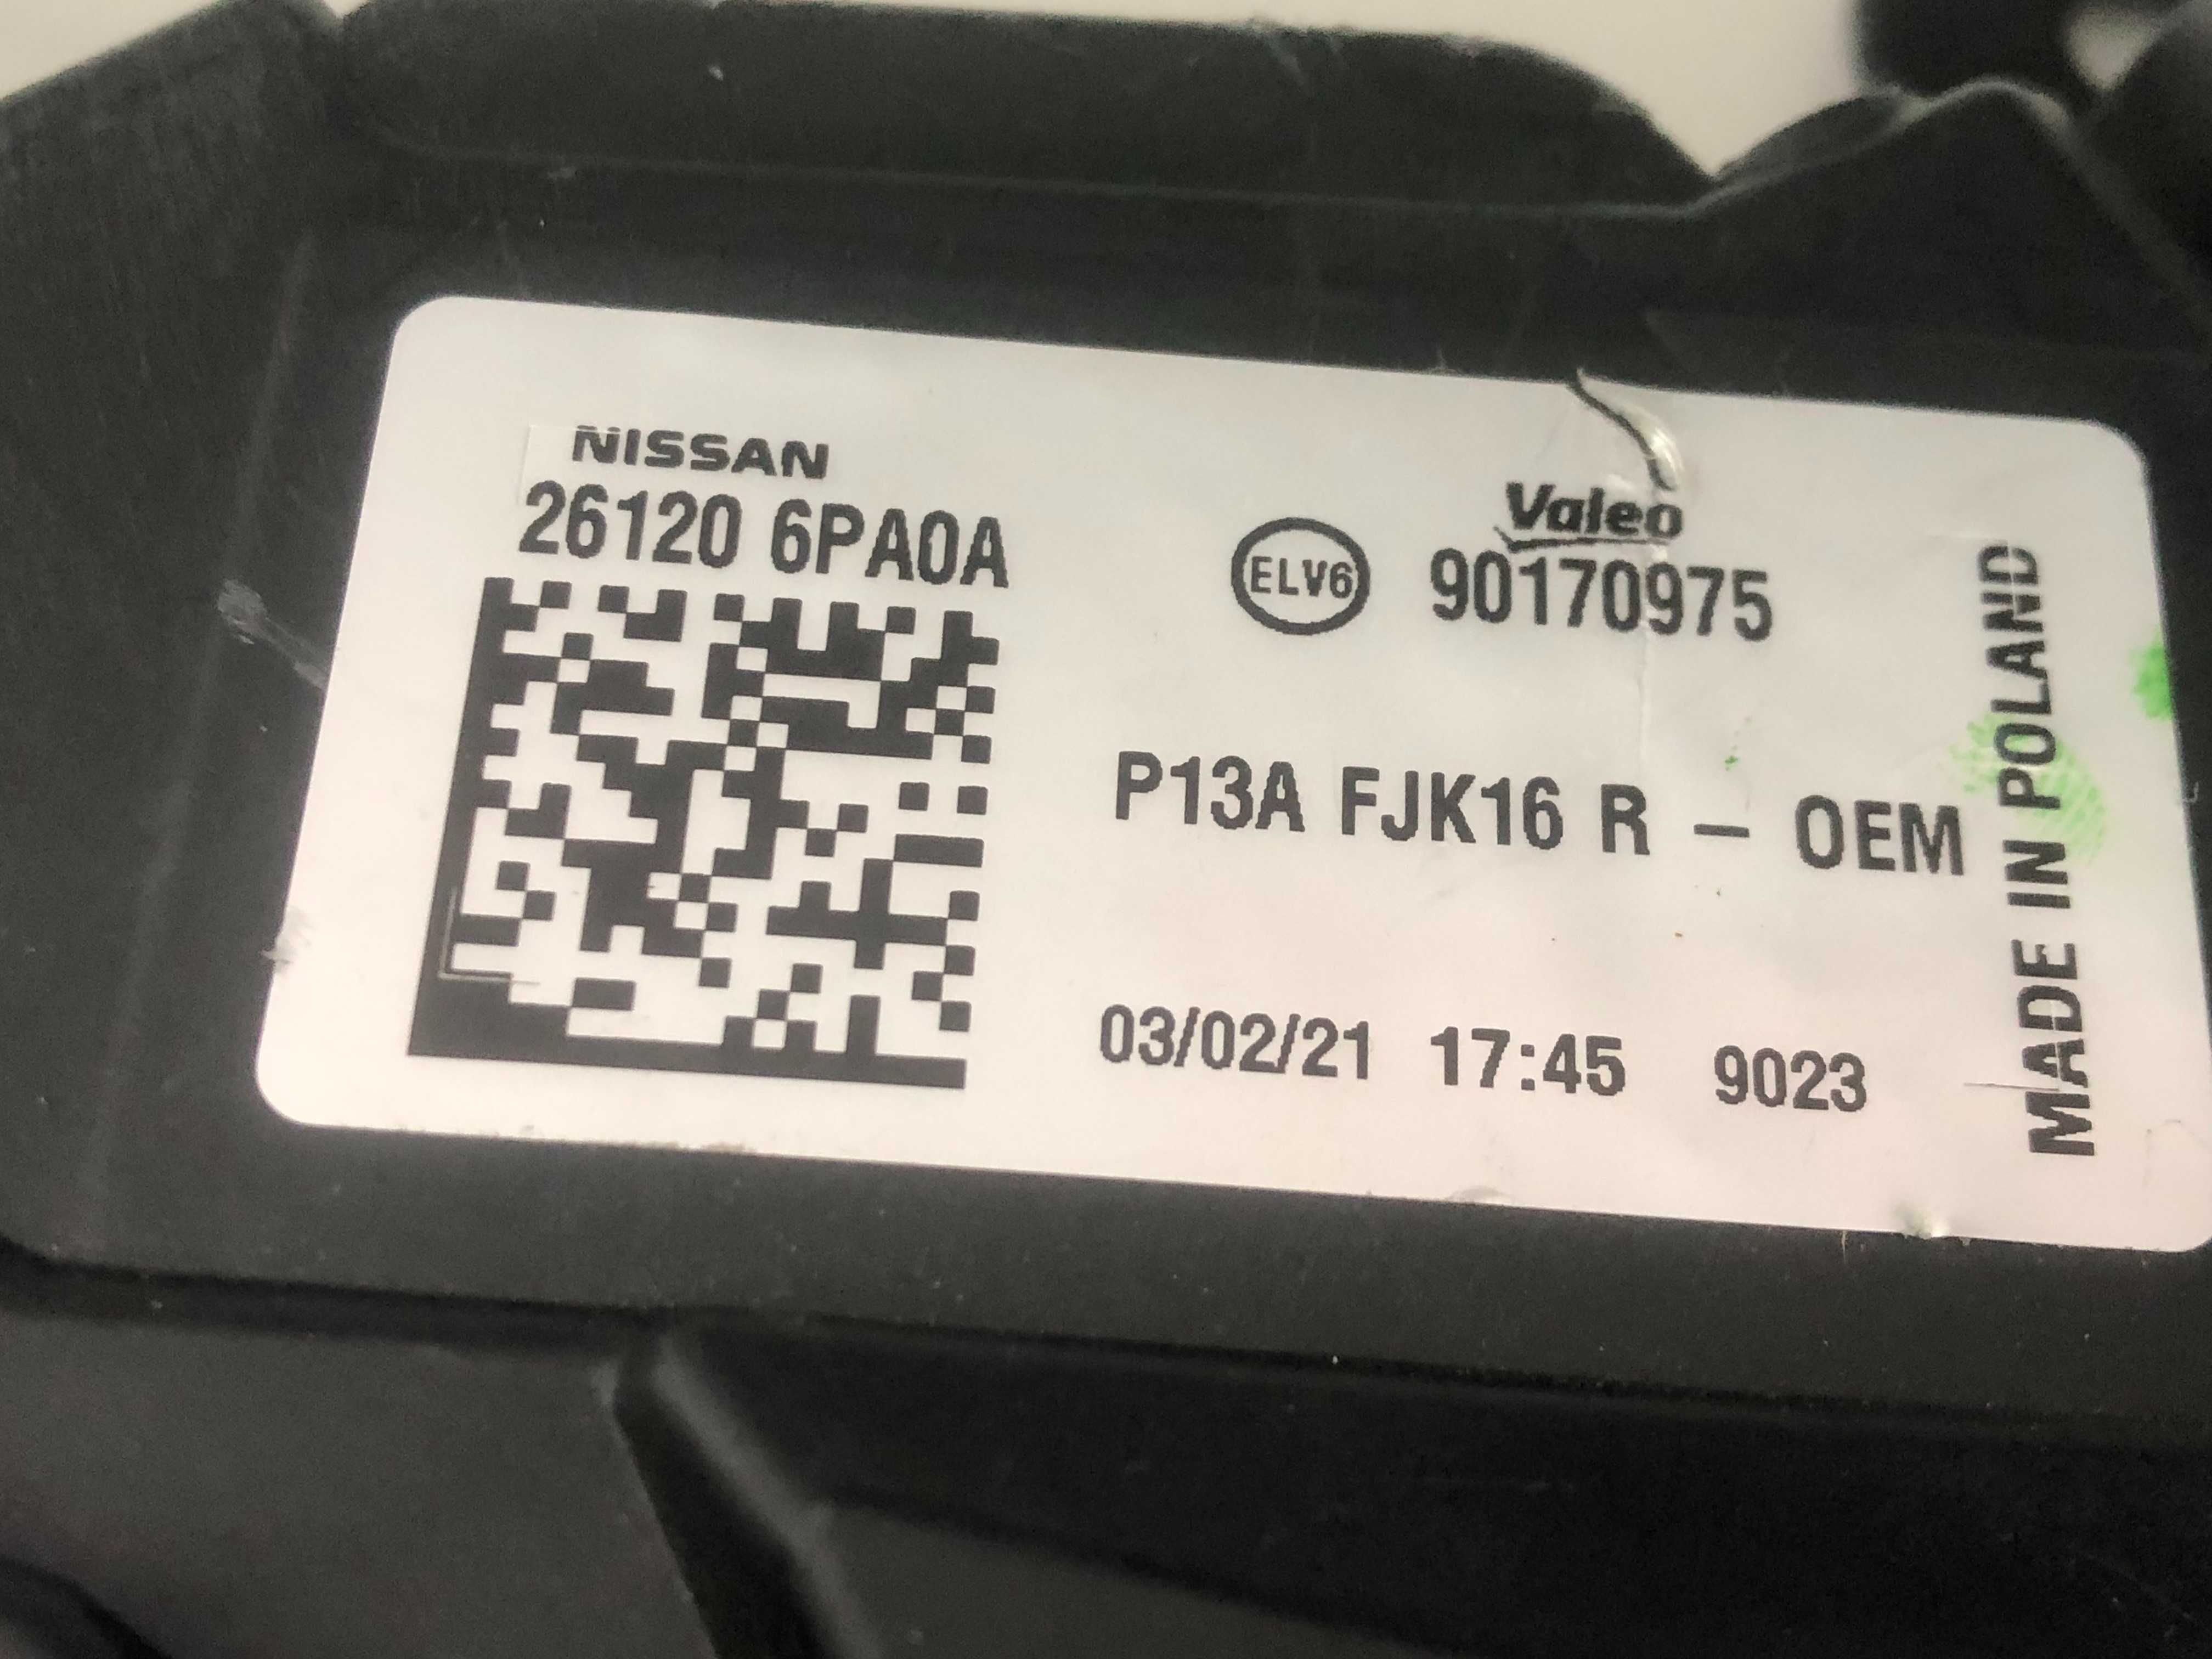 NISSAN
26120 6PA0A
Valeo
ELV6 90170975
P13A FJK16 R – OEM
03/02/21 17:45 9023
MADE IN POLAND